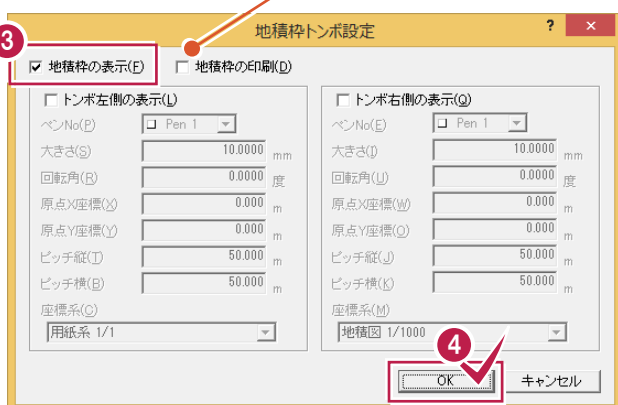 地積枠トンボ設定 ? ×
3
地積枠の表示(F) 地積枠の印刷(D)
トンボ左側の表示(L)
ペンNo(P) Pen 1
大きさ(S) 10.0000 mm
回転角(R) 0.0000 度
原点X座標(X) 0.000 m
原点Y座標(Y) 0.000 m
ピッチ縦(T) 50.000 m
ピッチ横(B) 50.000 m
座標系(C)
用紙系 1/1
トンボ右側の表示(Q)
ペンNo(E) Pen 1
大きさ(I) 10.0000 mm
回転角(U) 0.0000 度
原点X座標(W) 0.000 m
原点Y座標(O) 0.000 m
ピッチ縦(J) 50.000 m
ピッチ横(K) 50.000 m
座標系(M)
地積図 1/1000
4
OK キャンセル